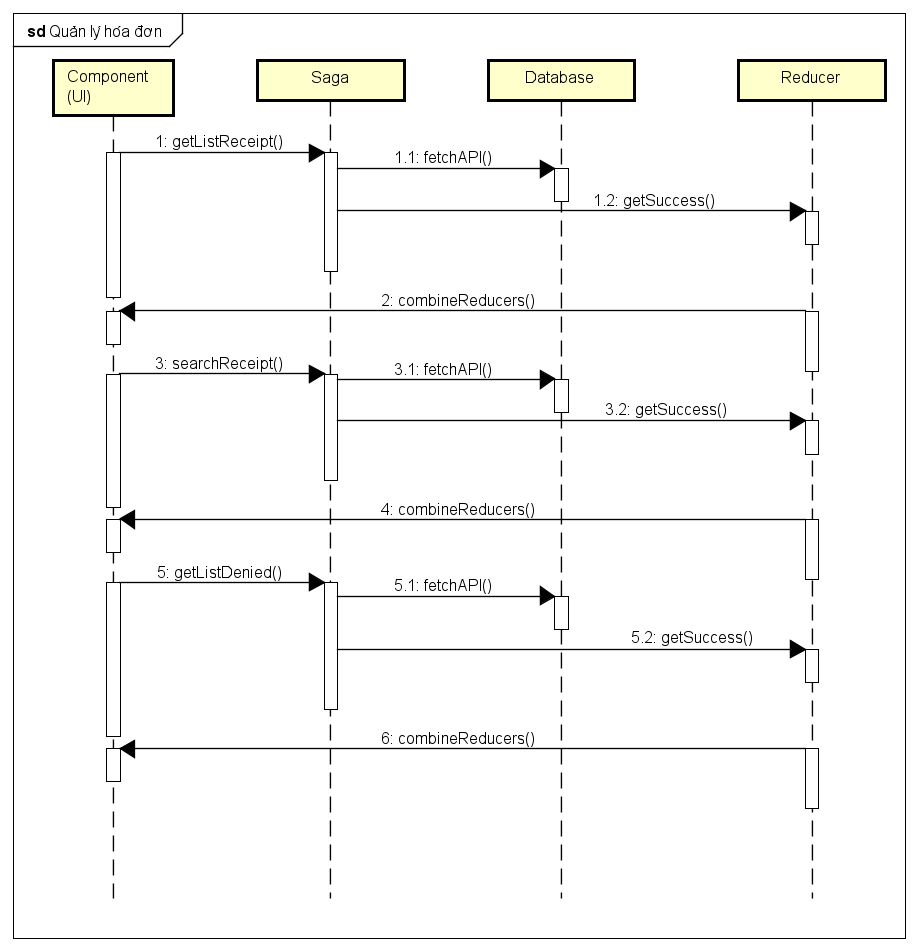 sd Quản lý hóa đơn
Component
(UI)
Saga
Database
Reducer
1: getListReceipt()
1.1: fetchAPI()
1.2: getSuccess()
2: combineReducers()
3: searchReceipt()
3.1: fetchAPI()
3.2: getSuccess()
4: combineReducers()
5: getListDenied()
5.1: fetchAPI()
5.2: getSuccess()
6: combineReducers()